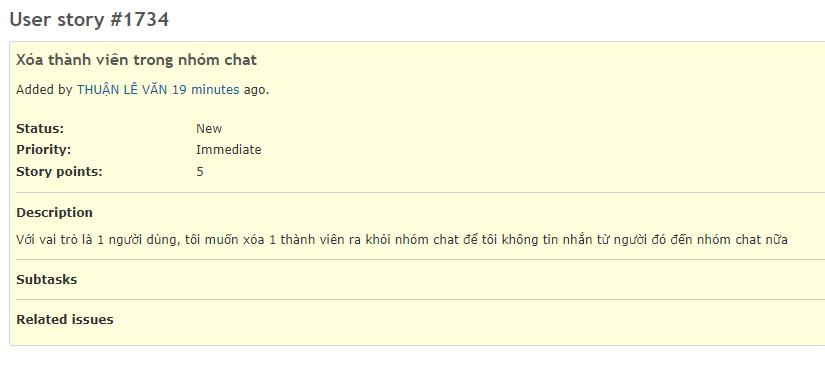 User story #1734
Xóa thành viên trong nhóm chat
Added by THUẬN LÊ VĂN 19 minutes ago.
Status: New
Priority: Immediate
Story points: 5
Description
Với vai trò là 1 người dùng, tôi muốn xóa 1 thành viên ra khỏi nhóm chat để tôi không tin nhắn từ người đó đến nhóm chat nữa
Subtasks
Related issues